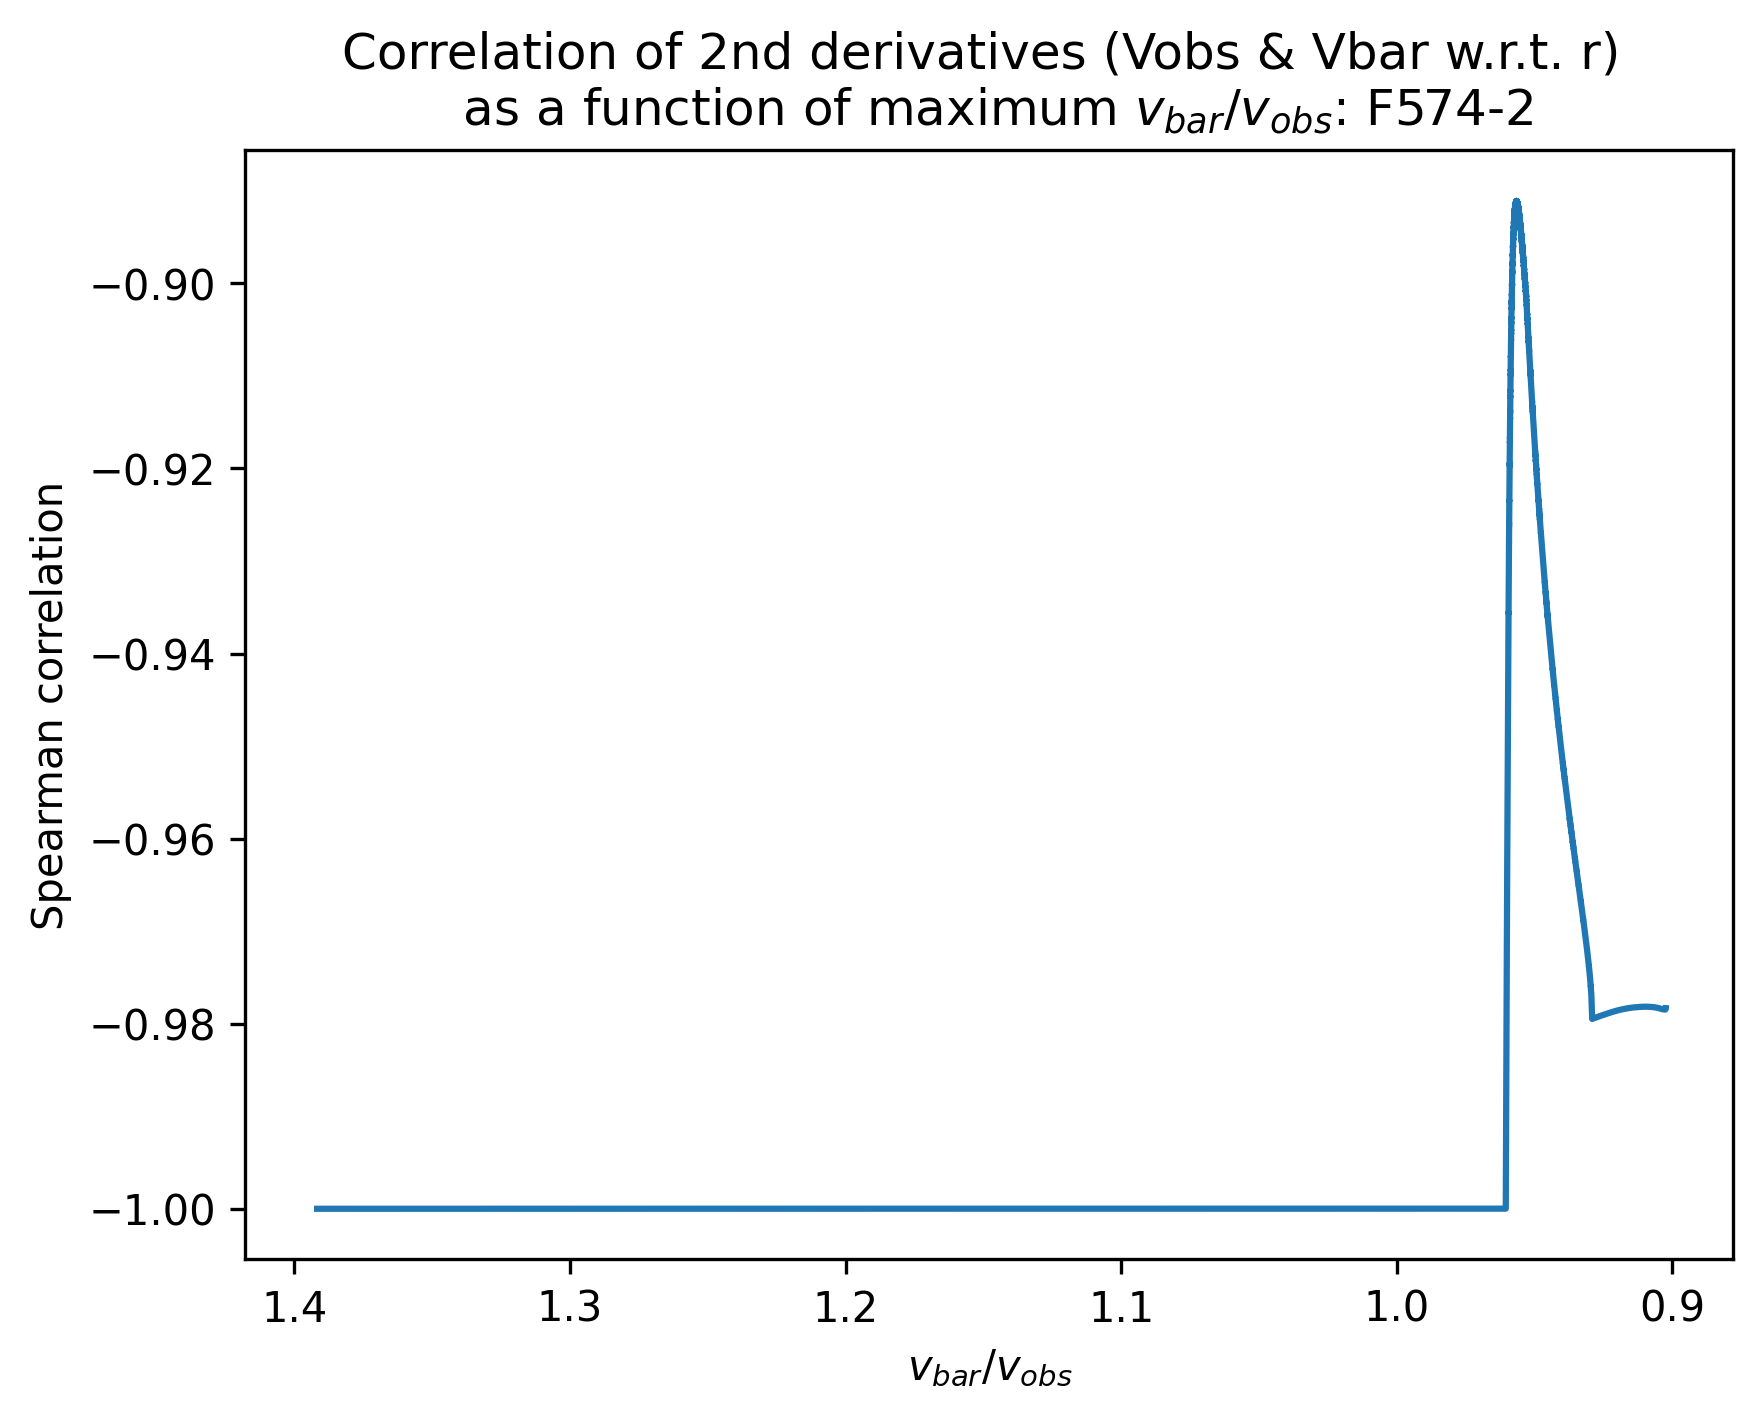 Correlation of 2nd derivatives (Vobs & Vbar w.r.t. r)
as a function of maximum v_bar/v_obs: F574-2
Spearman correlation
−0.90
−0.92
−0.94
−0.96
−0.98
−1.00
1.4 1.3 1.2 1.1 1.0 0.9
v_bar/v_obs